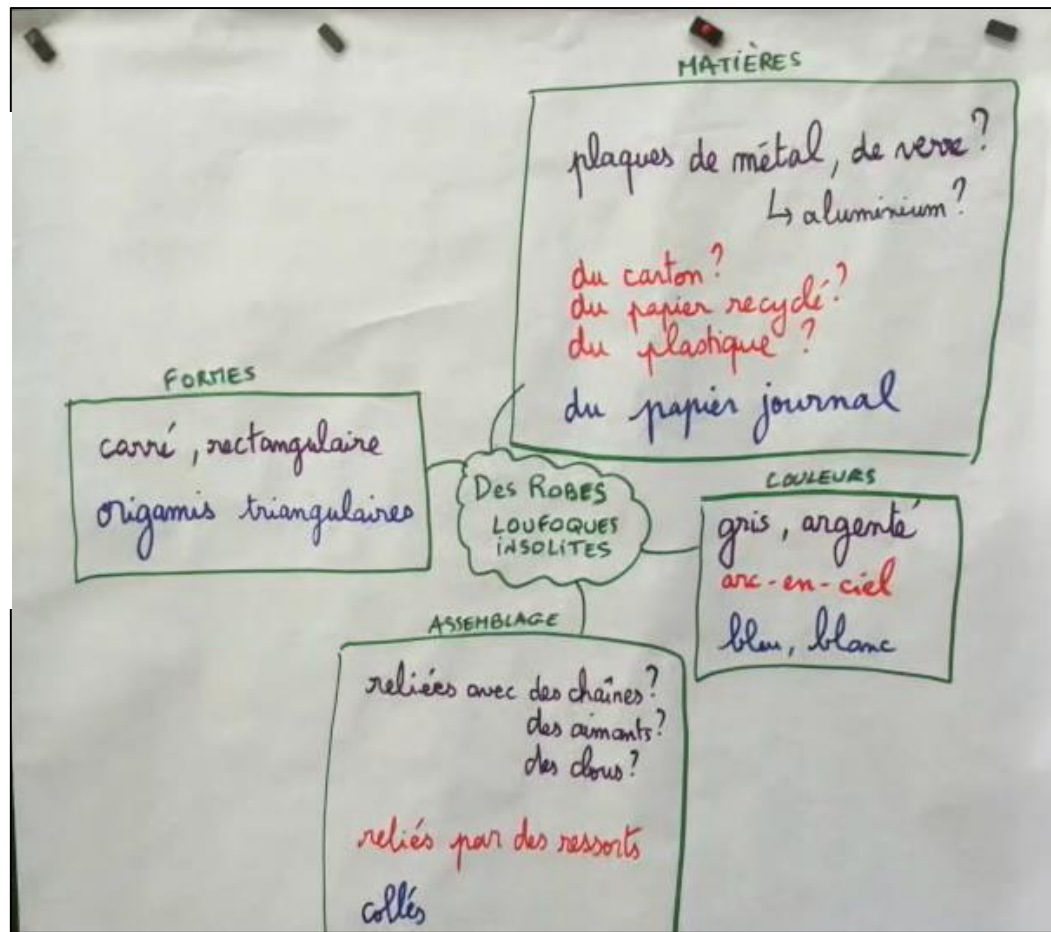 MATIÈRES
plaques de métal, de verre ?
↳ aluminium ?
du carton ?
du papier recyclé ?
du plastique ?
du papier journal
FORMES
carré, rectangulaire
origamis triangulaires
Des ROBES
LOUFOQUES
INSOLITES
COULEURS
gris, argenté
arc-en-ciel
bleu, blanc
ASSEMBLAGE
reliées avec des chaînes ?
des aimants ?
des clous ?
reliés par des ressorts
collés